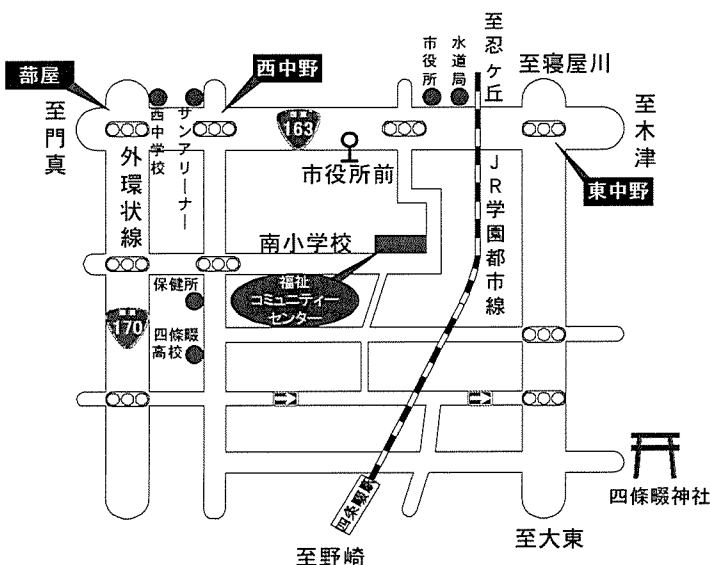 至忍ケ丘
市役所
水道局
至寝屋川
西中野
蔀屋
至門真
西中学校
サンアリーナー
国道
163
市役所前
至木津
東中野
外環状線
JR学園都市線
南小学校
保健所
福祉
コミュニティー
センター
国道
170
四條畷
高校
四条畷駅
四條畷神社
至大東
至野崎